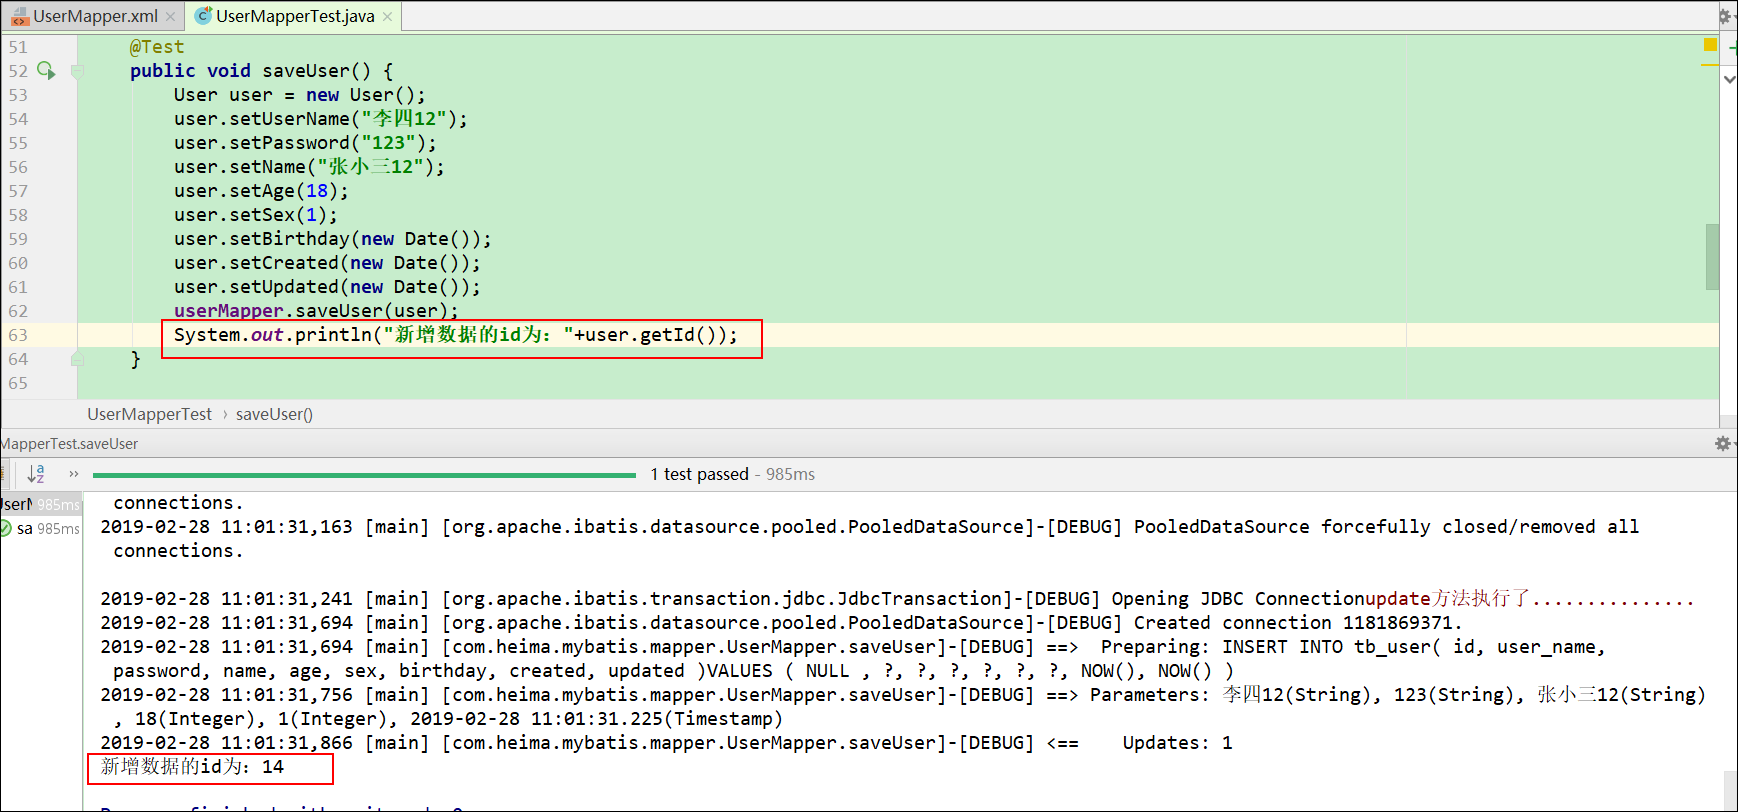 UserMapper.xml
UserMapperTest.java
51 @Test
52 public void saveUser() {
53 User user = new User();
54 user.setUserName("李四12");
55 user.setPassword("123");
56 user.setName("张小三12");
57 user.setAge(18);
58 user.setSex(1);
59 user.setBirthday(new Date());
60 user.setCreated(new Date());
61 user.setUpdated(new Date());
62 userMapper.saveUser(user);
63 System.out.println("新增数据的id为: "+user.getId());
64 }
65
UserMapperTest › saveUser()
MapperTest.saveUser
1 test passed - 985ms
985ms
sa 985ms
connections.
2019-02-28 11:01:31,163 [main] [org.apache.ibatis.datasource.pooled.PooledDataSource]-[DEBUG] PooledDataSource forcefully closed/removed all
connections.
2019-02-28 11:01:31,241 [main] [org.apache.ibatis.transaction.jdbc.JdbcTransaction]-[DEBUG] Opening JDBC Connectionupdate方法执行了...............
2019-02-28 11:01:31,694 [main] [org.apache.ibatis.datasource.pooled.PooledDataSource]-[DEBUG] Created connection 1181869371.
2019-02-28 11:01:31,694 [main] [com.heima.mybatis.mapper.UserMapper.saveUser]-[DEBUG] ==>  Preparing: INSERT INTO tb_user( id, user_name,
password, name, age, sex, birthday, created, updated )VALUES ( NULL , ?, ?, ?, ?, ?, ?, NOW(), NOW() )
2019-02-28 11:01:31,756 [main] [com.heima.mybatis.mapper.UserMapper.saveUser]-[DEBUG] ==> Parameters: 李四12(String), 123(String), 张小三12(String)
, 18(Integer), 1(Integer), 2019-02-28 11:01:31.225(Timestamp)
2019-02-28 11:01:31,866 [main] [com.heima.mybatis.mapper.UserMapper.saveUser]-[DEBUG] <==    Updates: 1
新增数据的id为: 14